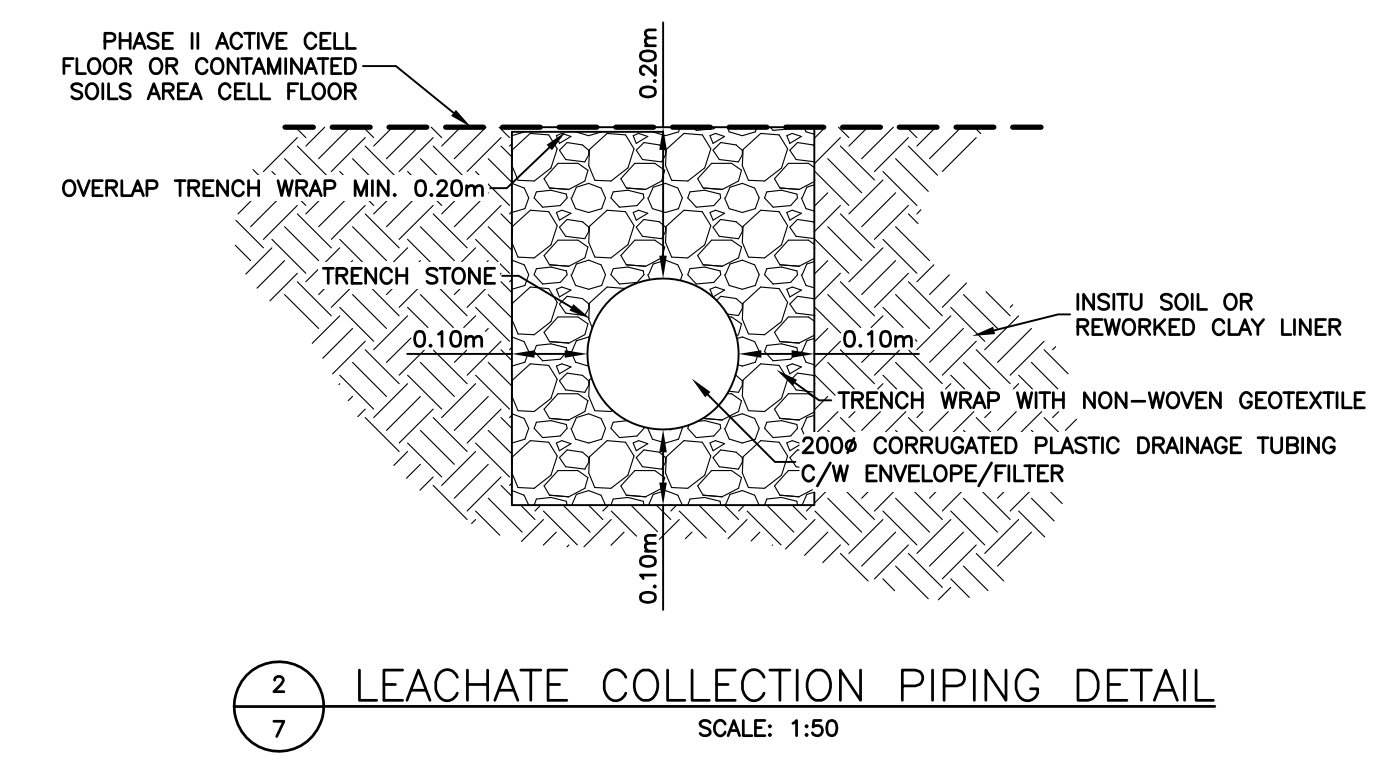 PHASE II ACTIVE CELL
FLOOR OR CONTAMINATED
SOILS AREA CELL FLOOR
0.20m
OVERLAP TRENCH WRAP MIN. 0.20m
TRENCH STONE
INSITU SOIL OR
REWORKED CLAY LINER
0.10m
0.10m
TRENCH WRAP WITH NON-WOVEN GEOTEXTILE
200ø CORRUGATED PLASTIC DRAINAGE TUBING
C/W ENVELOPE/FILTER
0.10m
2
7
LEACHATE COLLECTION PIPING DETAIL
SCALE: 1:50